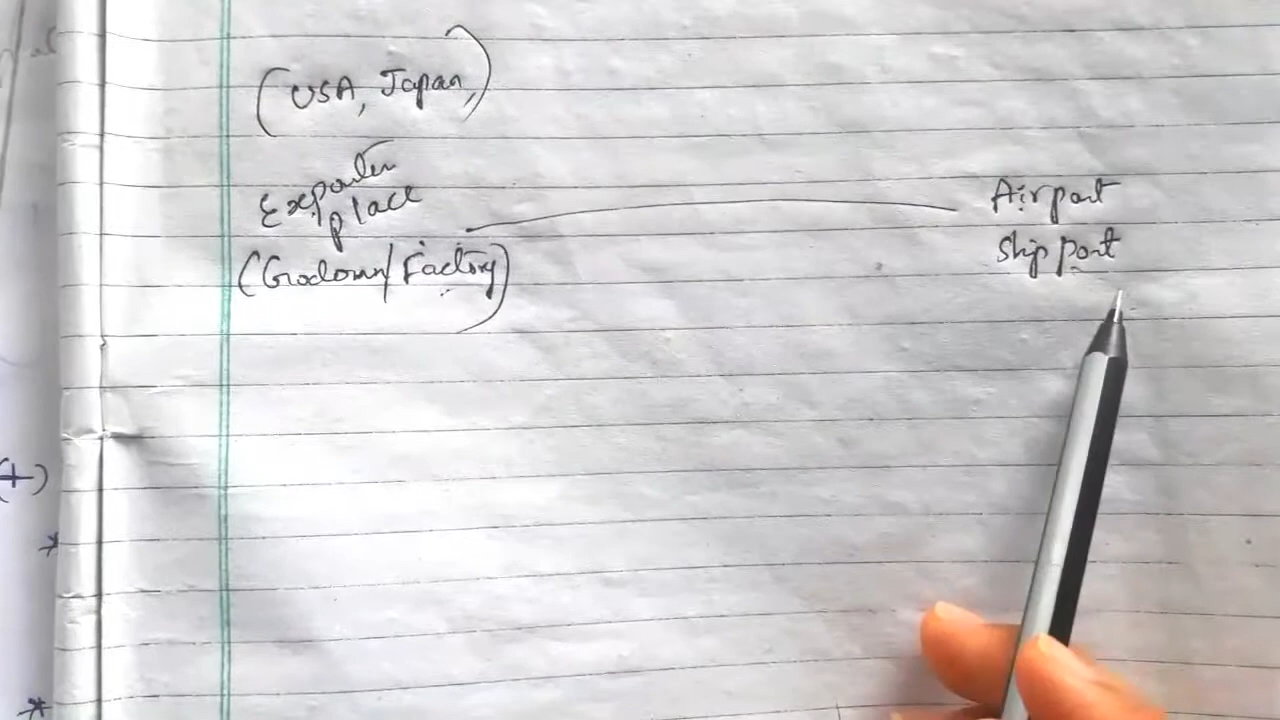 (USA, Japan,)
Exporter
place
(Godown/Factory)
Airport
Ship port
(+)
*
*